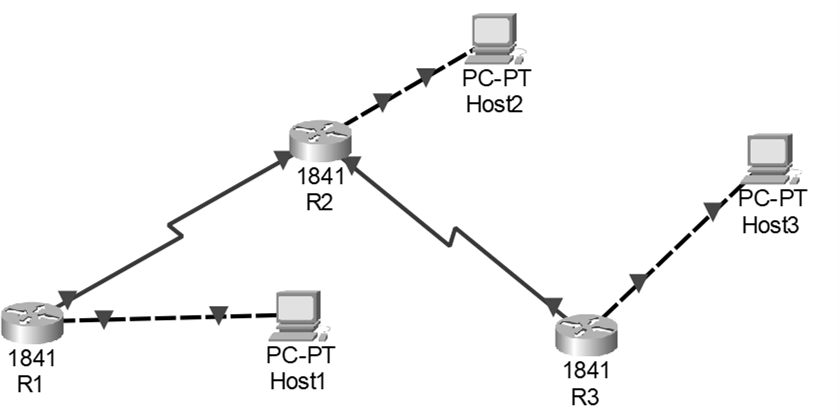 PC-PT
Host2
1841
R2
PC-PT
Host3
1841
R1
PC-PT
Host1
1841
R3